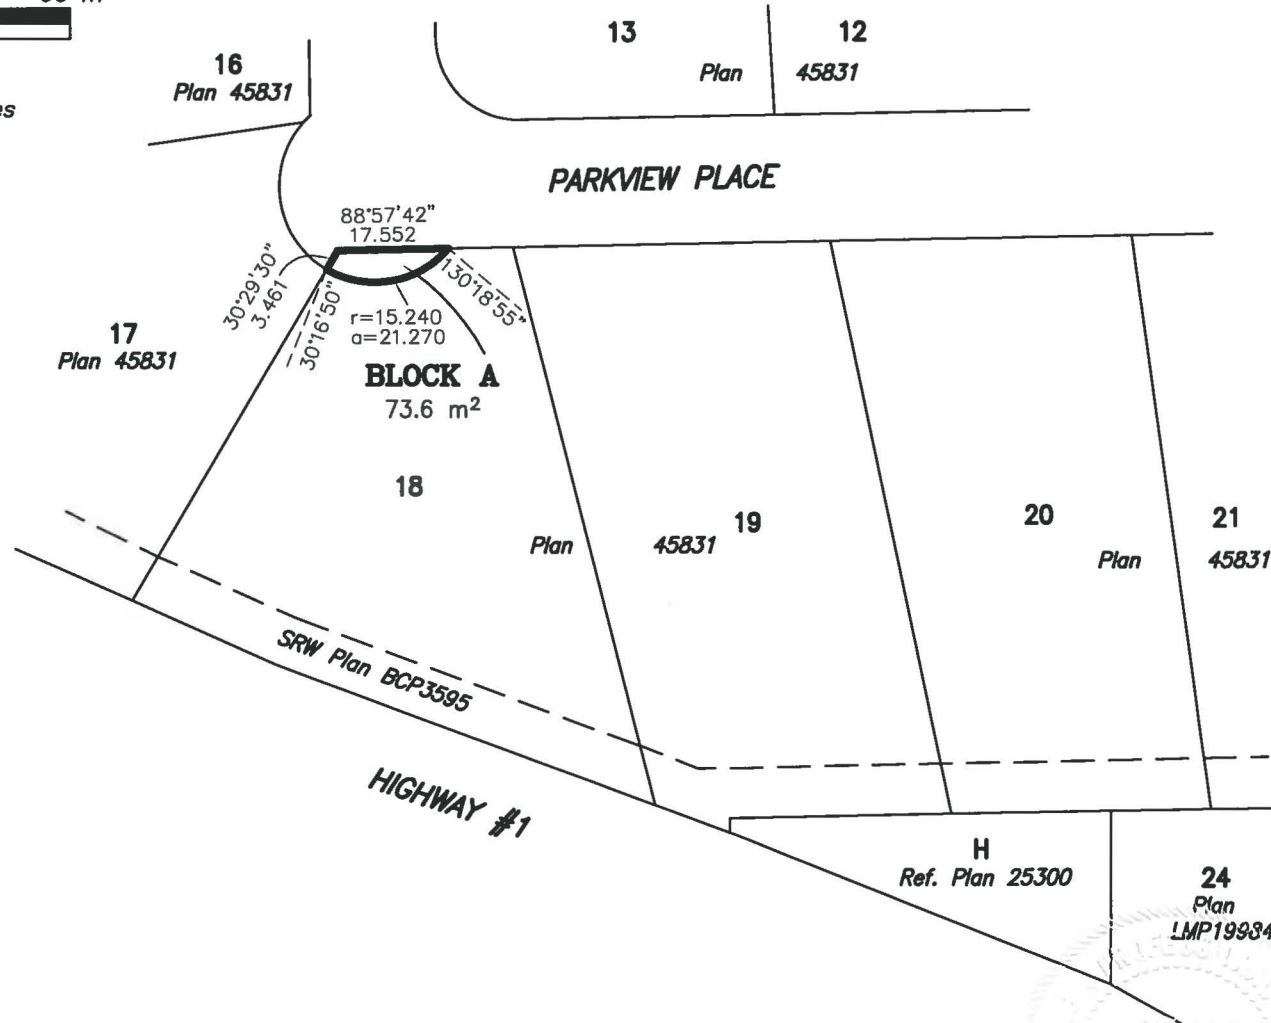 16
Plan 45831
13
Plan
12
45831
PARKVIEW PLACE
88°57'42"
17.552
30°29'30"
3.461
30°16'50"
130°18'55"
r=15.240
a=21.270
BLOCK A
73.6 m²
17
Plan 45831
18
Plan 45831
19
20
Plan
21
45831
SRW Plan BCP3595
HIGHWAY #1
H
Ref. Plan 25300
24
Plan
LMP19984